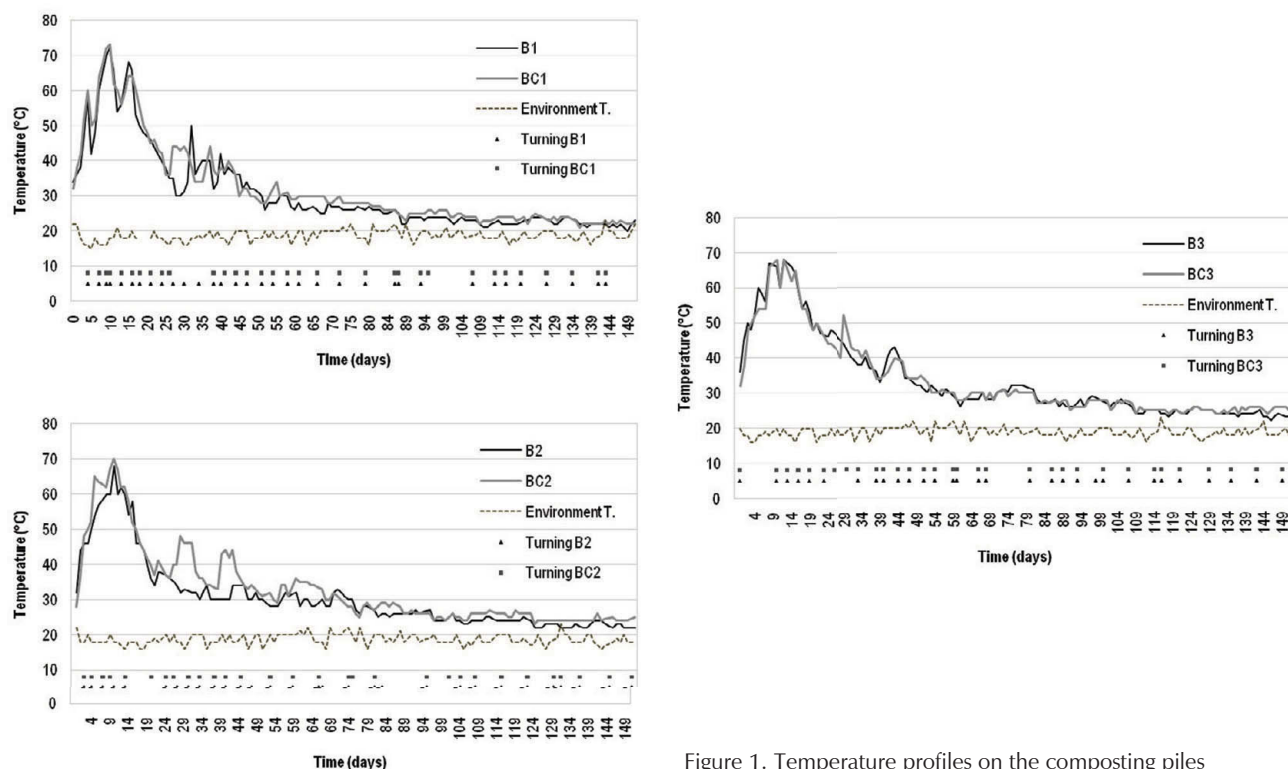 80
70
60
50
40
30
20
10
0
Temperature (°C)
B1
BC1
Environment T.
Turning B1
Turning BC1
0 5 10 15 20 25 30 35 40 45 50 55 60 65 70 75 80 84 89 94 99 104 109 114 119 124 129 134 139 144 149
Time (days)
80
70
60
50
40
30
20
10
0
Temperature (°C)
B2
BC2
Environment T.
Turning B2
Turning BC2
4 9 14 19 24 29 34 39 44 49 54 59 64 69 74 79 84 89 94 99 104 109 114 119 124 129 134 139 144 149
Time (days)
80
70
60
50
40
30
20
10
0
Temperature (°C)
B3
BC3
Environment T.
Turning B3
Turning BC3
4 9 14 19 24 29 34 39 44 49 54 59 64 69 74 79 84 89 94 99 104 109 114 119 124 129 134 139 144 149
Time (days)
Figure 1. Temperature profiles on the composting piles